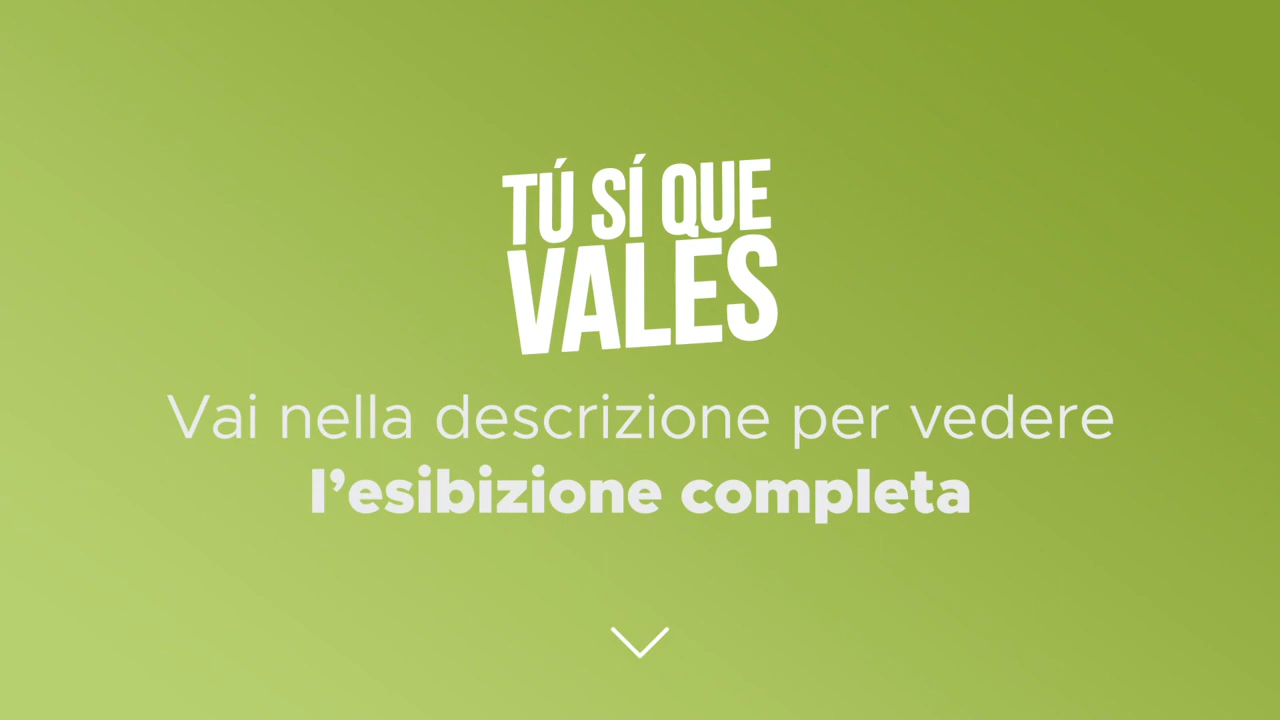 TÚ SÍ QUE
VALES
Vai nella descrizione per vedere
l’esibizione completa